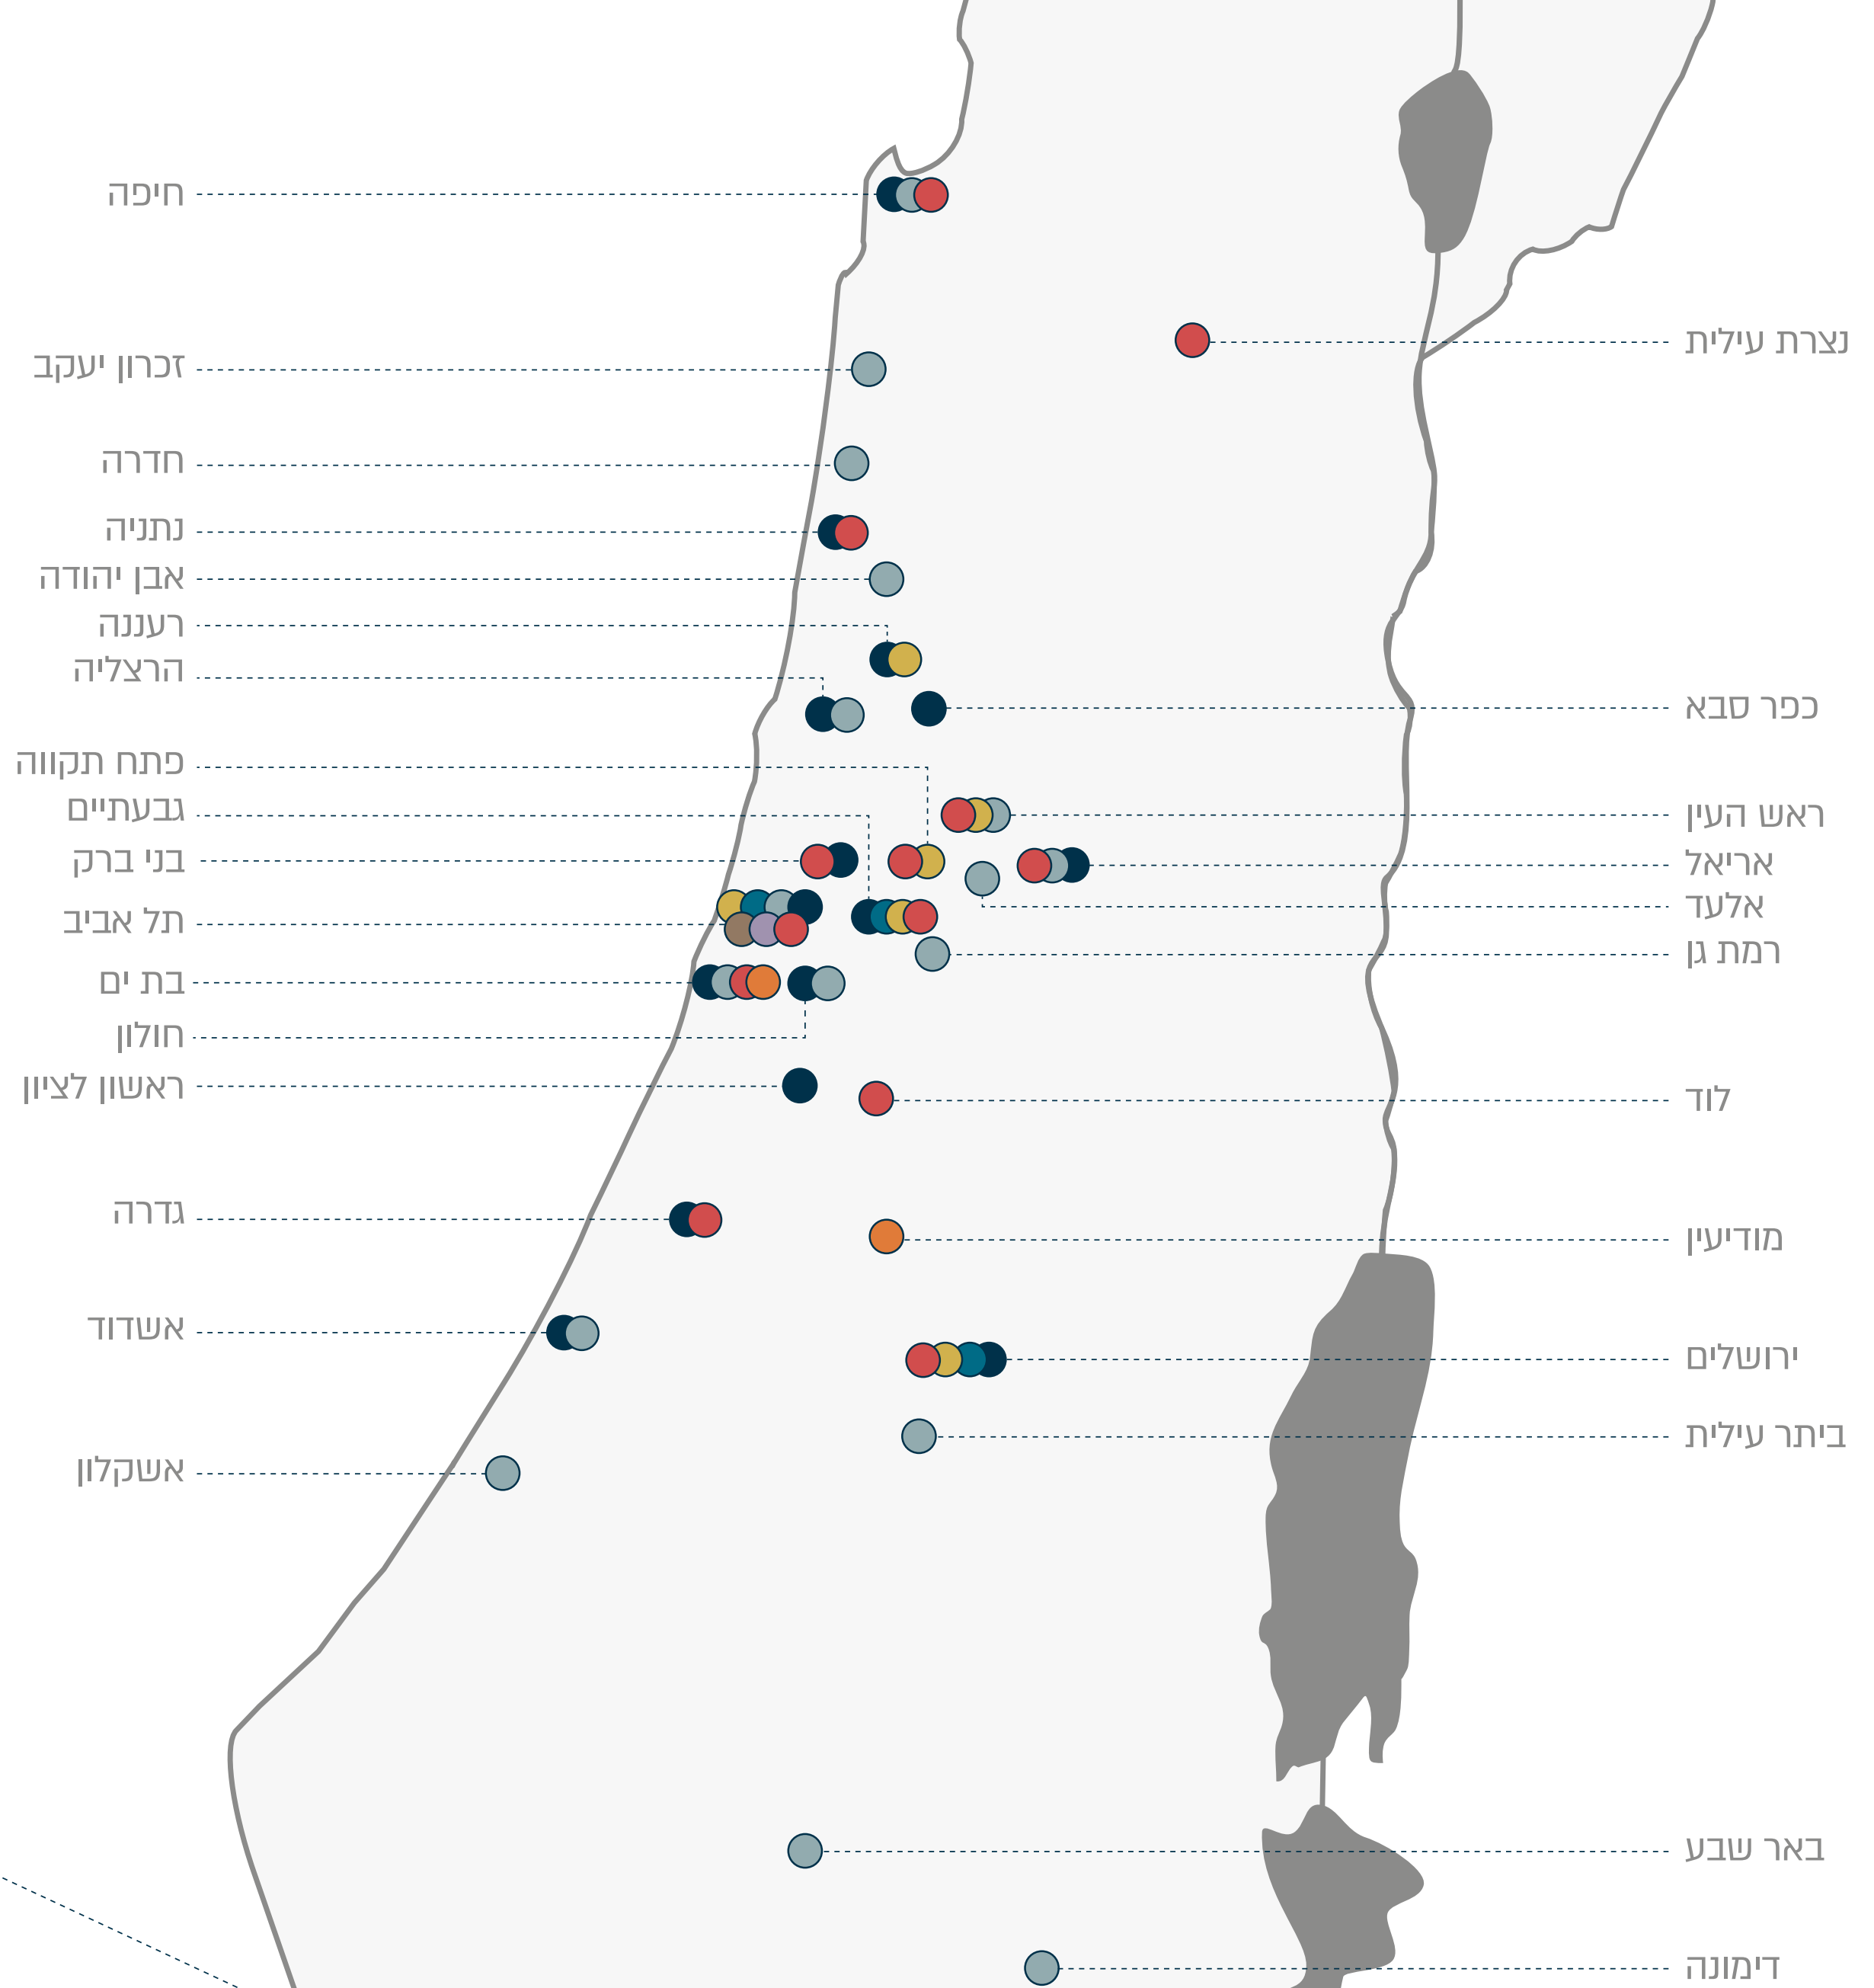 חיפה
נצרת עילית
זכרון יעקב
חדרה
נתניה
אבן יהודה
רעננה
הרצליה
כפר סבא
פתח תקווה
גבעתיים
ראש העין
בני ברק
אריאל
אלעד
תל אביב
רמת גן
בת ים
חולון
ראשון לציון
לוד
גדרה
מודיעין
אשדוד
ירושלים
ביתר עילית
אשקלון
באר שבע
דימונה